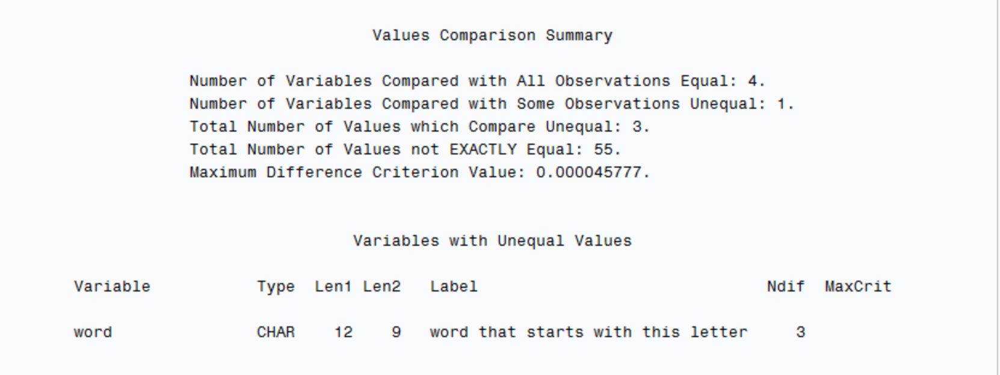 Values Comparison Summary
Number of Variables Compared with All Observations Equal: 4.
Number of Variables Compared with Some Observations Unequal: 1.
Total Number of Values which Compare Unequal: 3.
Total Number of Values not EXACTLY Equal: 55.
Maximum Difference Criterion Value: 0.000045777.
Variables with Unequal Values
Variable Type Len1 Len2 Label Ndif MaxCrit
word CHAR 12 9 word that starts with this letter 3